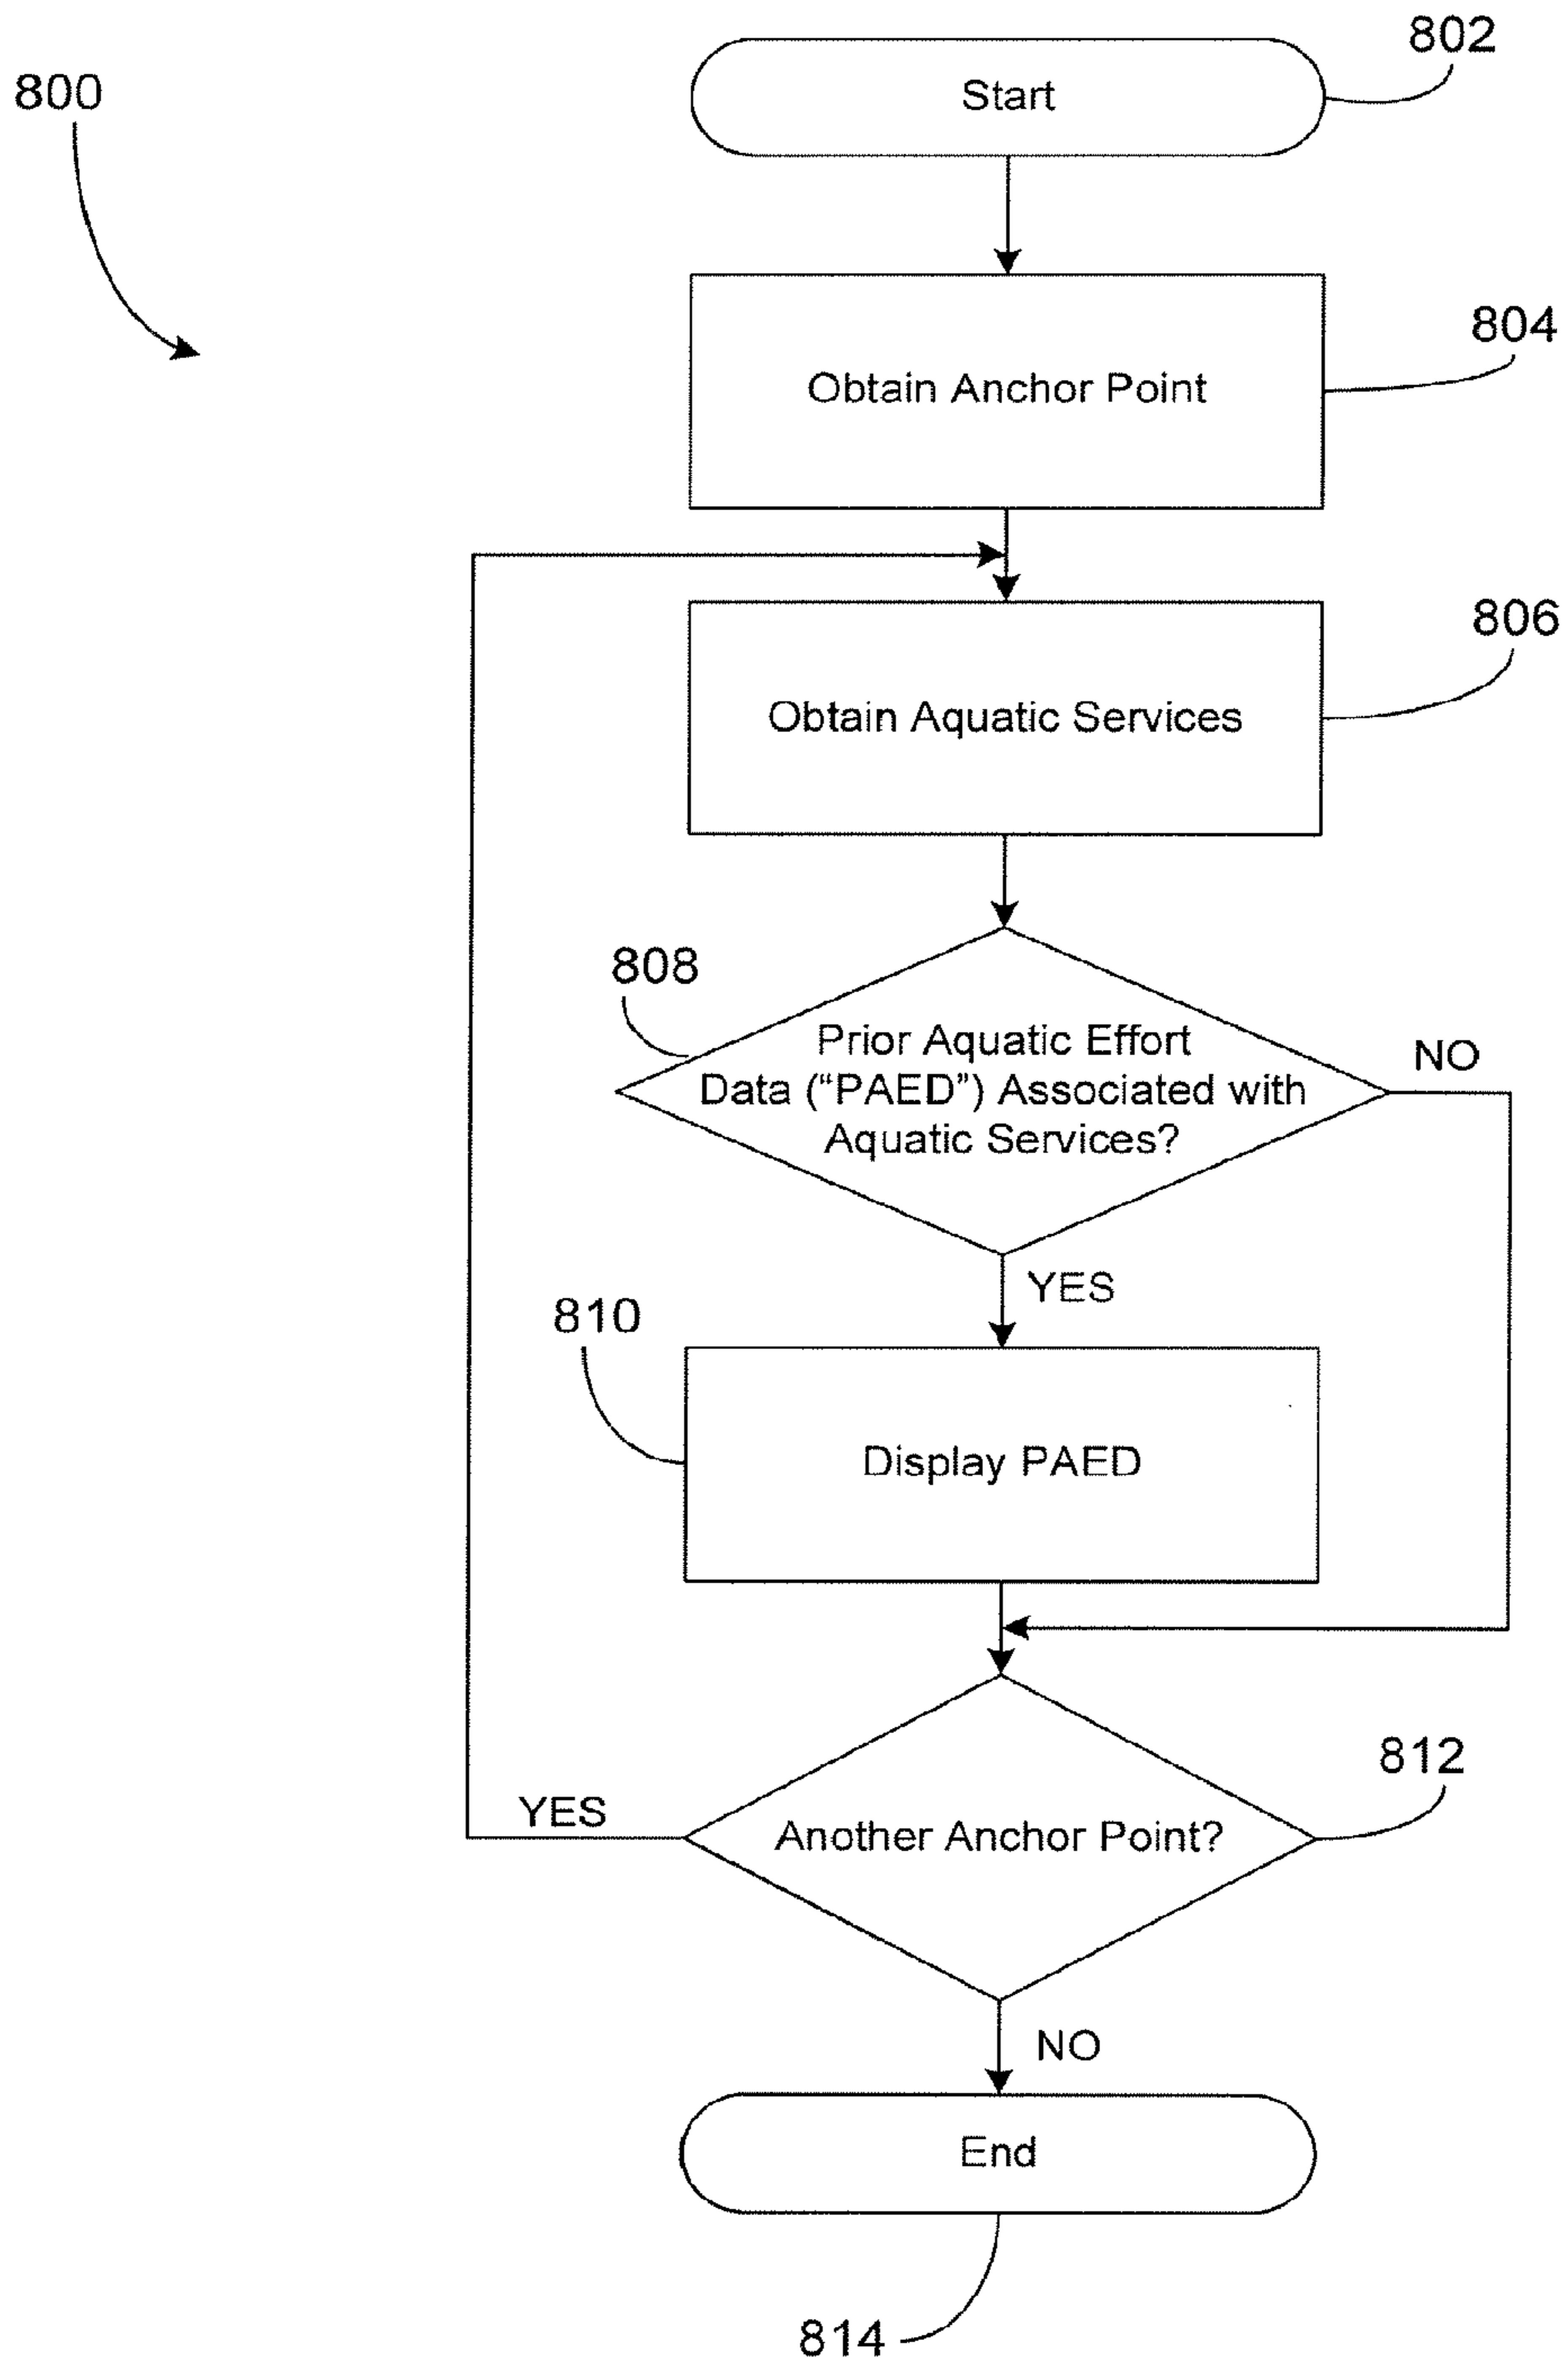 802
800
Start
804
Obtain Anchor Point
806
Obtain Aquatic Services
808
Prior Aquatic Effort
Data (“PAED”) Associated with
Aquatic Services?
NO
YES
810
Display PAED
812
YES
Another Anchor Point?
NO
End
814